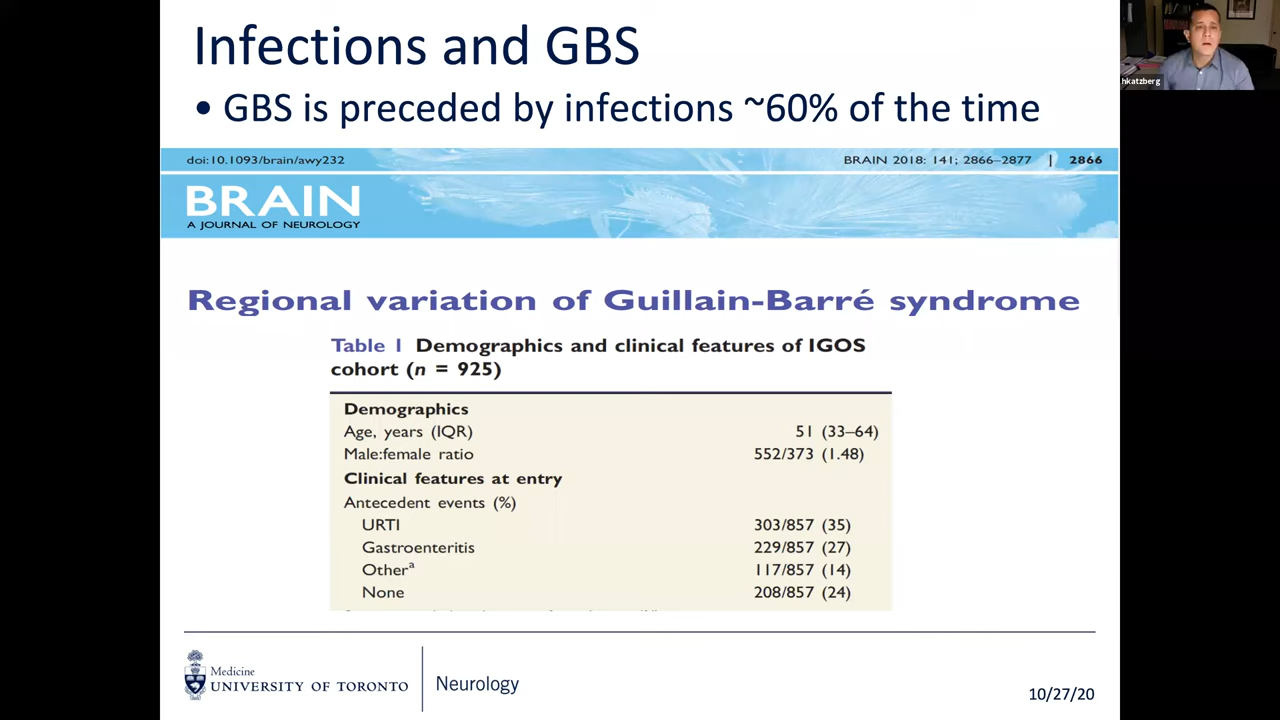 Infections and GBS
• GBS is preceded by infections ~60% of the time
hkatzberg
doi:10.1093/brain/awy232
BRAIN 2018: 141; 2866–2877 | 2866
BRAIN
A JOURNAL OF NEUROLOGY
Regional variation of Guillain-Barré syndrome
Table 1 Demographics and clinical features of IGOS
cohort (n = 925)
Demographics
Age, years (IQR) 51 (33–64)
Male:female ratio 552/373 (1.48)
Clinical features at entry
Antecedent events (%)
URTI 303/857 (35)
Gastroenteritis 229/857 (27)
Otherᵃ 117/857 (14)
None 208/857 (24)
Medicine
UNIVERSITY OF TORONTO
Neurology
10/27/20